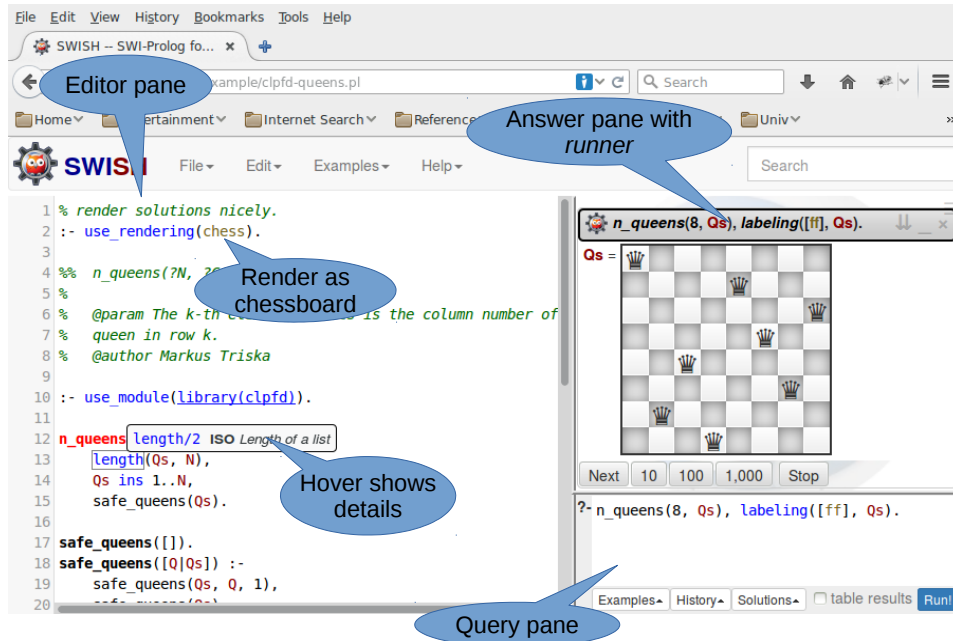 File Edit View History Bookmarks Tools Help
SWISH -- SWI-Prolog fo... ×
Editor pane
ample/clpfd-queens.pl
Search
Home
tertainment
Internet Search
Reference
Univ
»
Answer pane with
runner
SWISH File Edit Examples Help
Search
1 % render solutions nicely.
2 :- use_rendering(chess).
3
4 %% n_queens(?N, ?
5 %
6 % @param The k-th is the column number of
7 % queen in row k.
8 % @author Markus Triska
9
10 :- use_module(library(clpfd)).
11
12 n_queens length/2 ISO Length of a list
13 length(Qs, N),
14 Qs ins 1..N,
15 safe_queens(Qs).
16
17 safe_queens([]).
18 safe_queens([Q|Qs]) :-
19 safe_queens(Qs, Q, 1),
20 safe_queens(Qs)
Render as
chessboard
Hover shows
details
n_queens(8, Qs), labeling([ff], Qs).
Qs =
Next 10 100 1,000 Stop
?- n_queens(8, Qs), labeling([ff], Qs).
Examples History Solutions table results Run!
Query pane